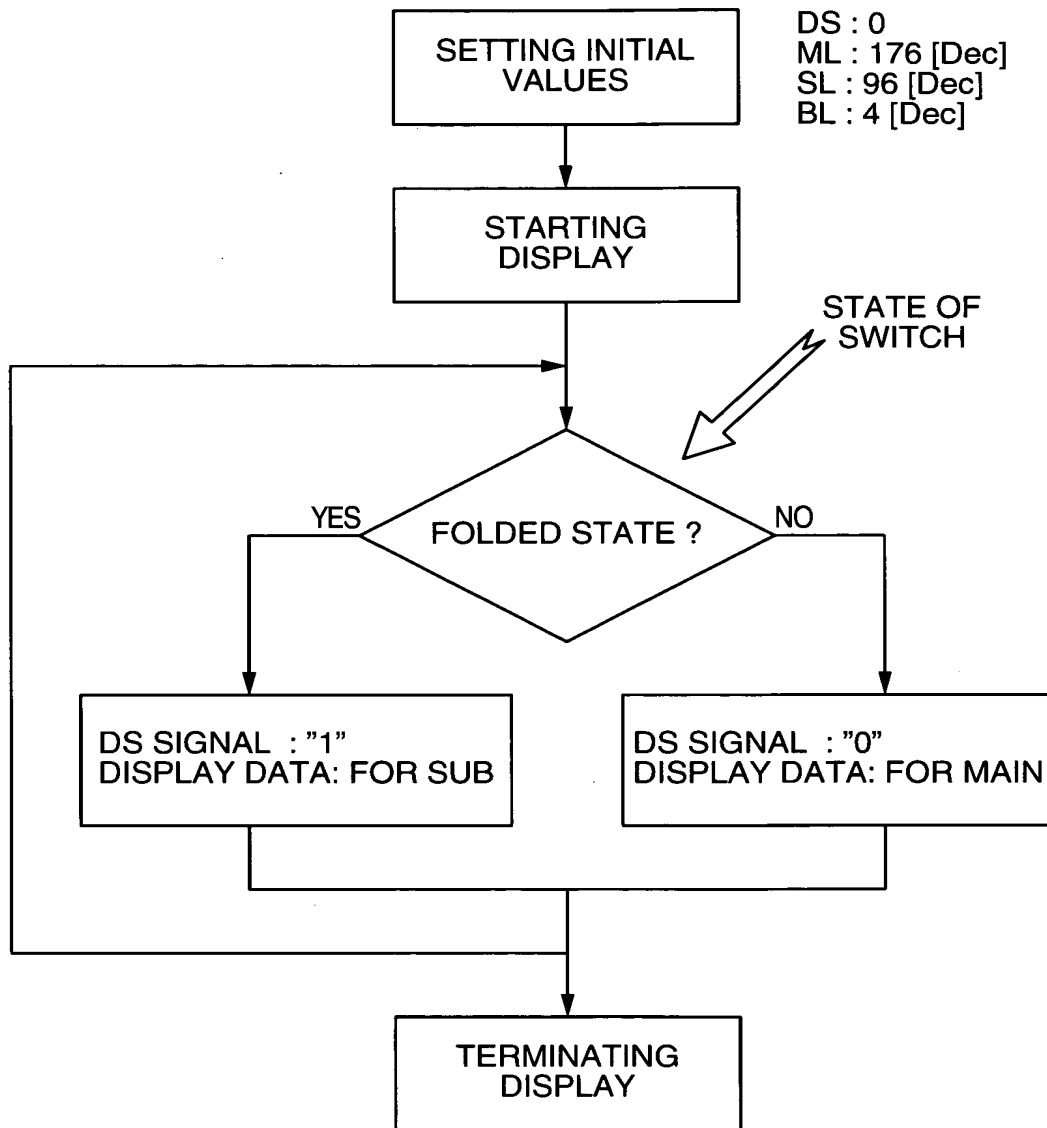 SETTING INITIAL
VALUES
DS : 0
ML : 176 [Dec]
SL : 96 [Dec]
BL : 4 [Dec]
STARTING
DISPLAY
STATE OF
SWITCH
YES
FOLDED STATE ?
NO
DS SIGNAL : "1"
DISPLAY DATA: FOR SUB
DS SIGNAL : "0"
DISPLAY DATA: FOR MAIN
TERMINATING
DISPLAY